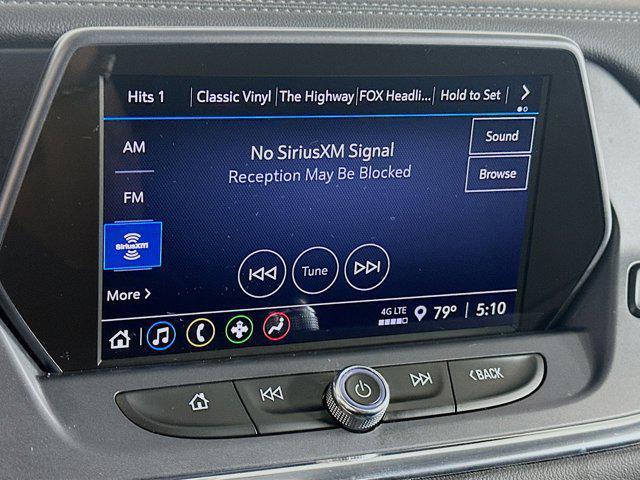 Hits 1 Classic Vinyl The Highway FOX Headli... Hold to Set
AM
No SiriusXM Signal
Sound
Reception May Be Blocked
Browse
FM
SiriusXM
Tune
More
4G LTE 79° 5:10
BACK